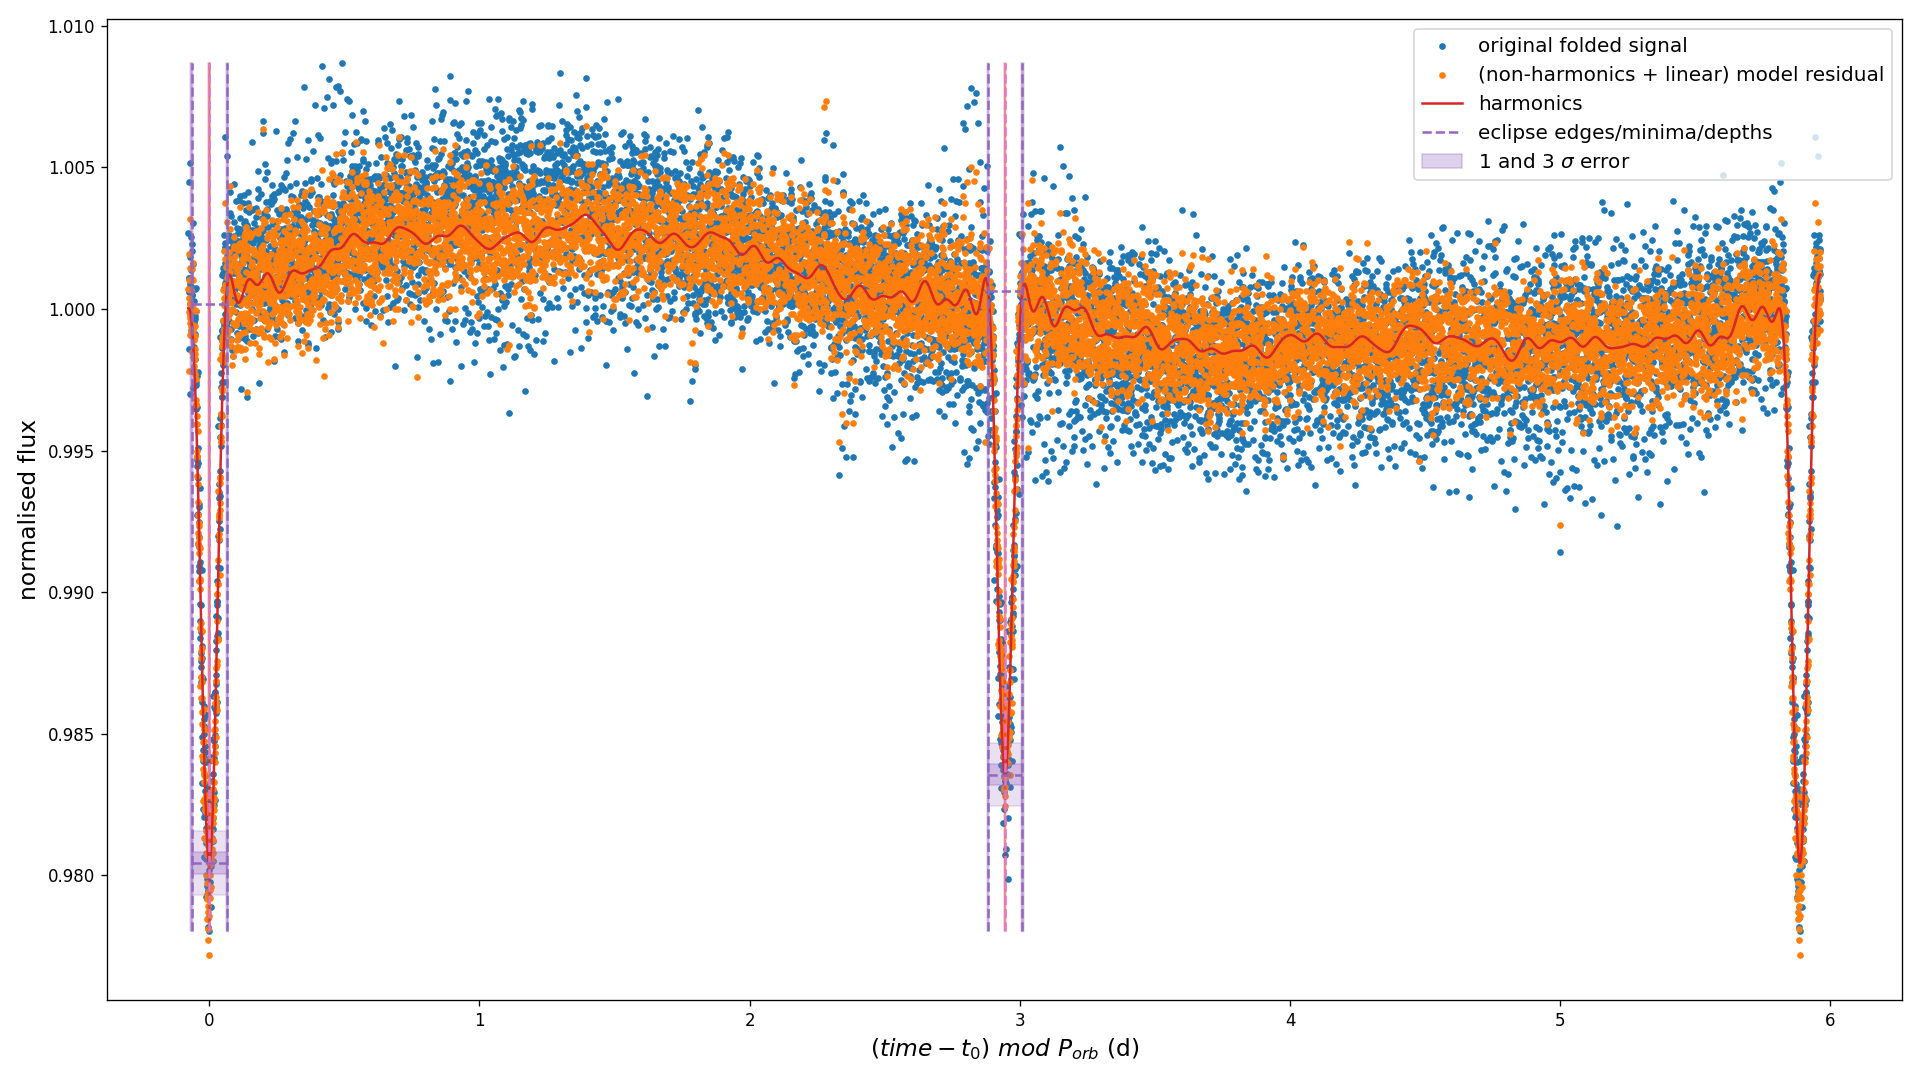 1.010
1.005
1.000
0.995
0.990
0.985
0.980
normalised flux
original folded signal
(non-harmonics + linear) model residual
harmonics
eclipse edges/minima/depths
1 and 3 σ error
0 1 2 3 4 5 6
(time − t₀) mod Pₒᵣᵦ (d)